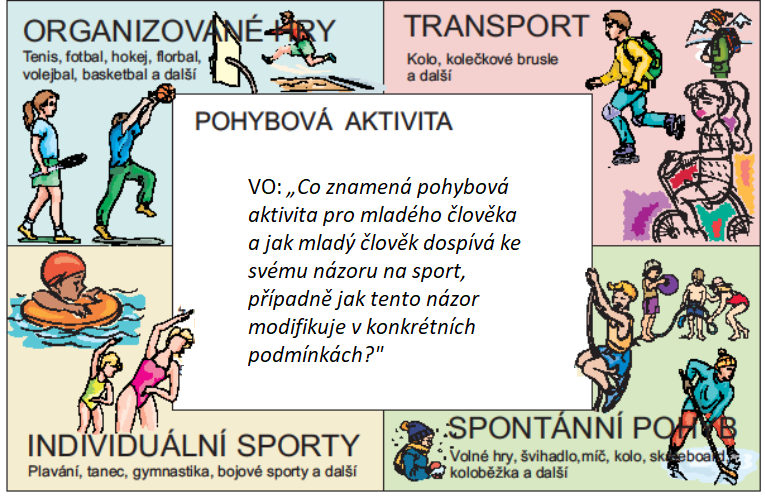 ORGANIZOVANÉ HRY
Tenis, fotbal, hokej, florbal,
volejbal, basketbal a další
TRANSPORT
Kolo, kolečkové brusle
a další
POHYBOVÁ AKTIVITA
VO: „Co znamená pohybová
aktivita pro mladého člověka
a jak mladý člověk dospívá ke
svému názoru na sport,
případně jak tento názor
modifikuje v konkrétních
podmínkách?"
INDIVIDUÁLNÍ SPORTY
Plavání, tanec, gymnastika, bojové sporty a další
SPONTÁNNÍ POHYB
Volné hry, švihadlo,míč, kolo, skateboard,
koloběžka a další